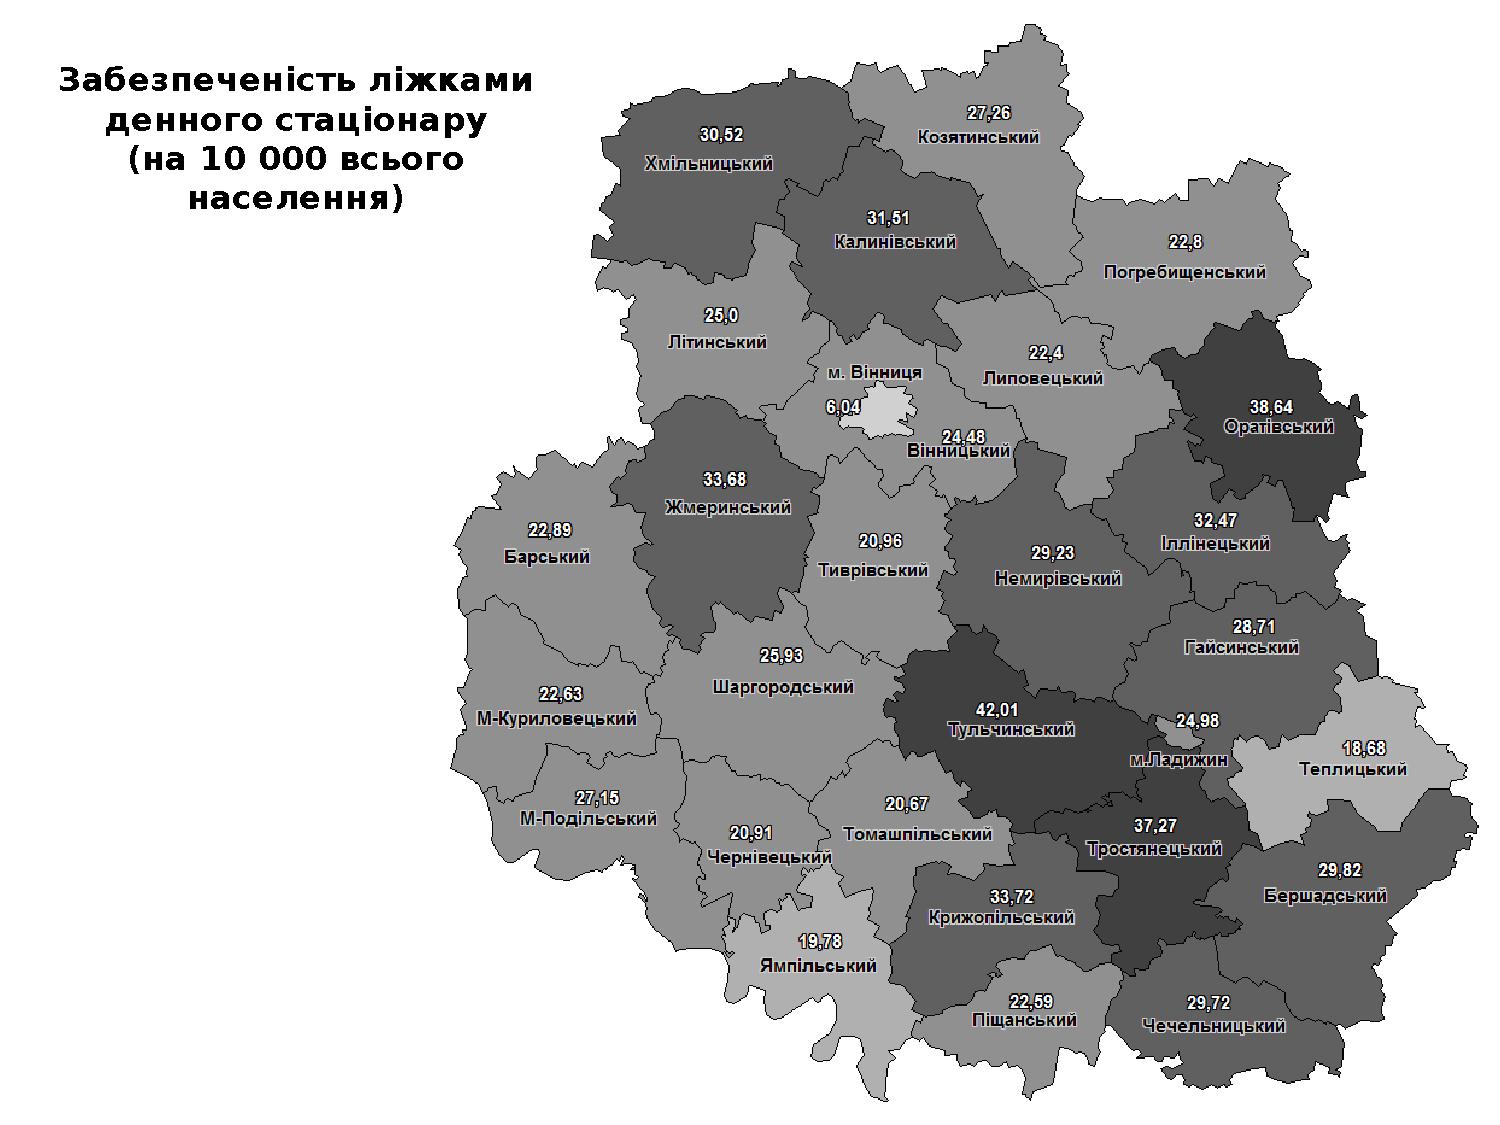 Забезпеченість ліжками
денного стаціонару
(на 10 000 всього
населення)
27,26
Козятинський
30,52
Хмільницький
31,51
Калинівський
22,8
Погребищенський
25,0
Літинський
22,4
Липовецький
м. Вінниця
6,04
38,64
Оратівський
24,48
Вінницький
33,68
Жмеринський
22,89
Барський
20,96
Тиврівський
29,23
Немирівський
32,47
Іллінецький
28,71
Гайсинський
25,93
Шаргородський
22,63
М-Куриловецький
42,01
Тульчинський
24,98
м.Ладижин
18,68
Теплицький
27,15
М-Подільський
20,91
Чернівецький
20,67
Томашпільський
37,27
Тростянецький
29,82
Бершадський
33,72
Крижопільський
19,78
Ямпільський
22,59
Піщанський
29,72
Чечельницький